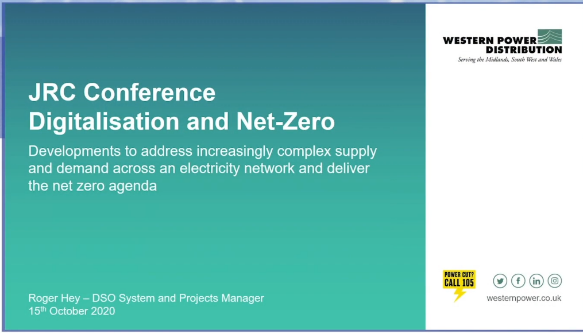 WESTERN POWER
DISTRIBUTION
Serving the Midlands, South West and Wales
JRC Conference
Digitalisation and Net-Zero
Developments to address increasingly complex supply
and demand across an electricity network and deliver
the net zero agenda
Roger Hey – DSO System and Projects Manager
15th October 2020
POWER CUT?
CALL 105
westernpower.co.uk